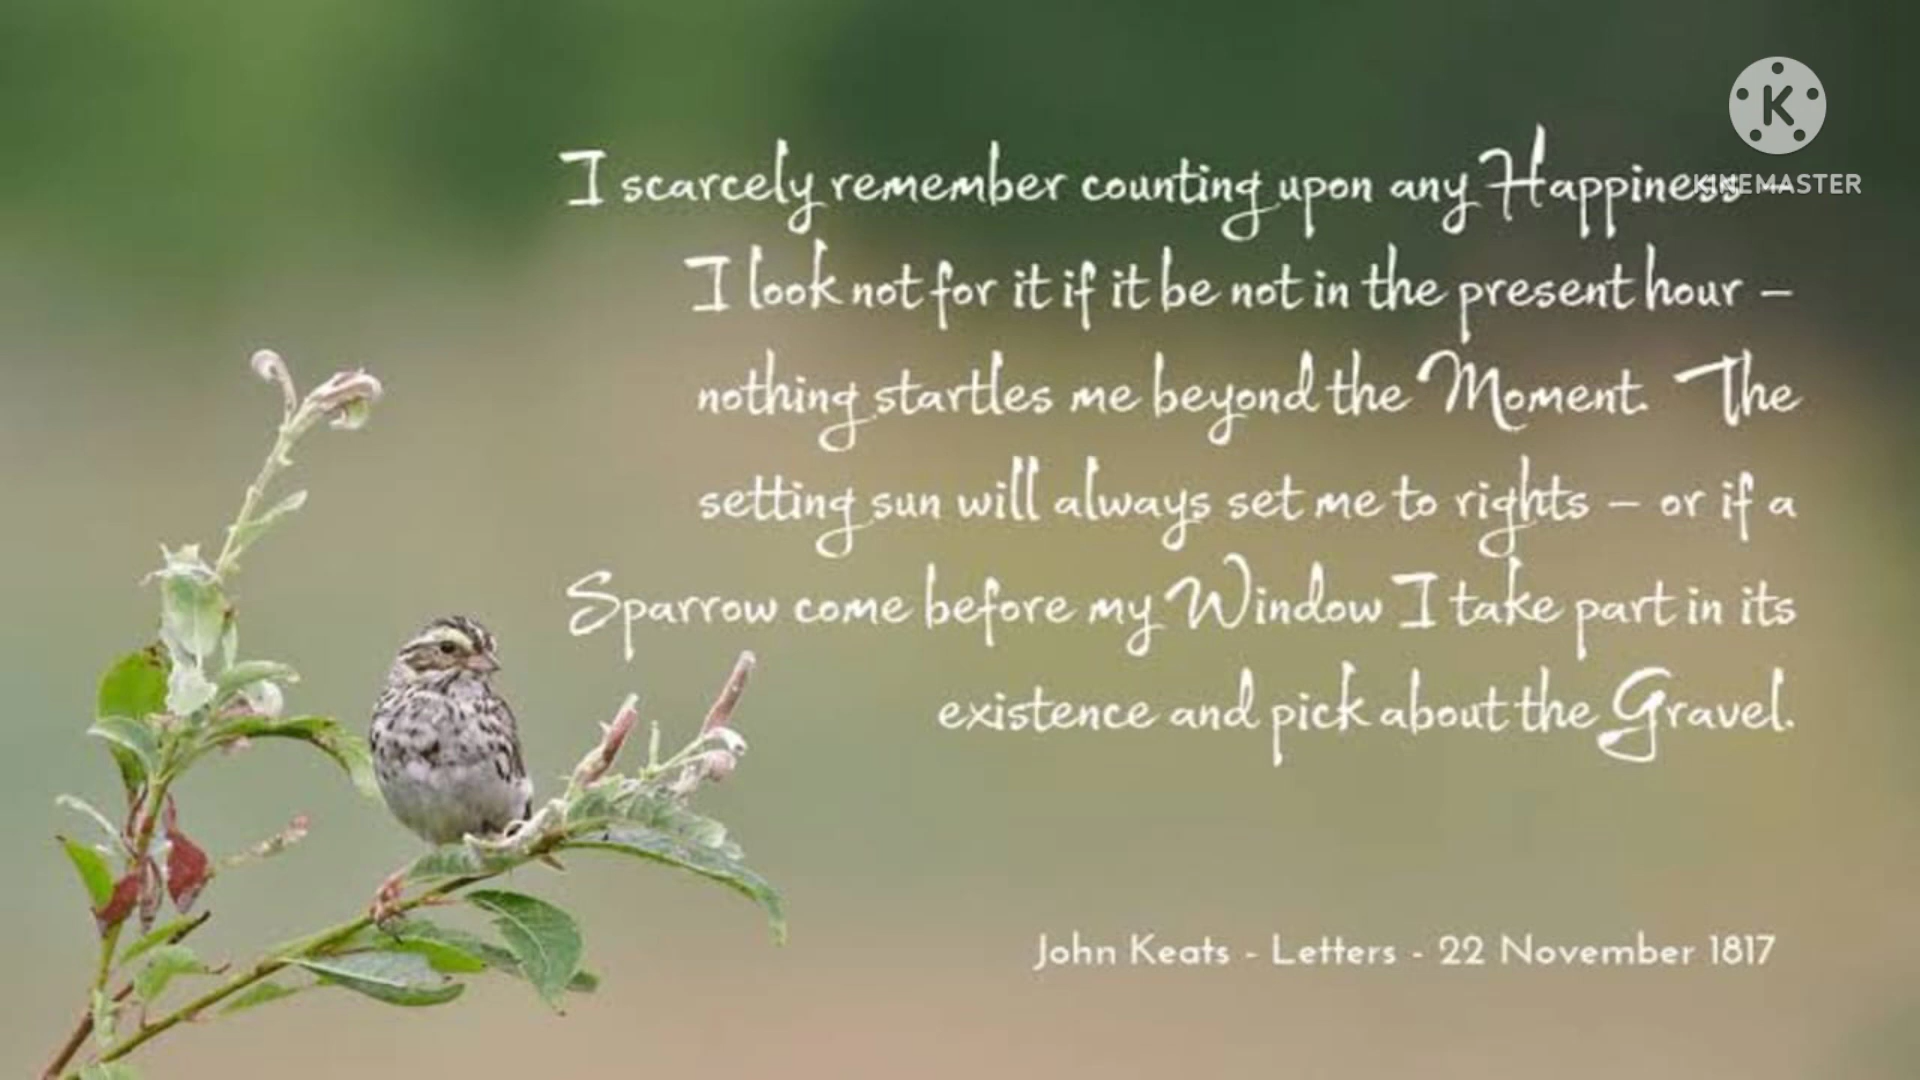 I scarcely remember counting upon any Happiness –
I look not for it if it be not in the present hour –
nothing startles me beyond the Moment. The
setting sun will always set me to rights – or if a
Sparrow come before my Window I take part in its
existence and pick about the Gravel.
John Keats - Letters - 22 November 1817
K
KINEMASTER